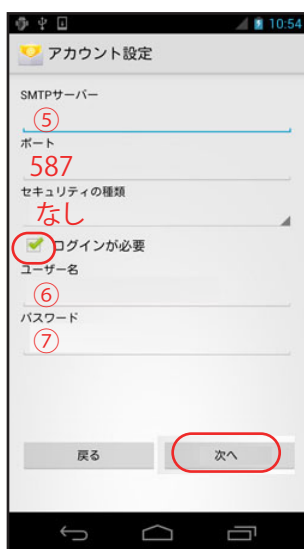 10:54
アカウント設定
SMTPサーバー
⑤
ポート
587
セキュリティの種類
なし
ログインが必要
ユーザー名
⑥
パスワード
⑦
戻る 次へ